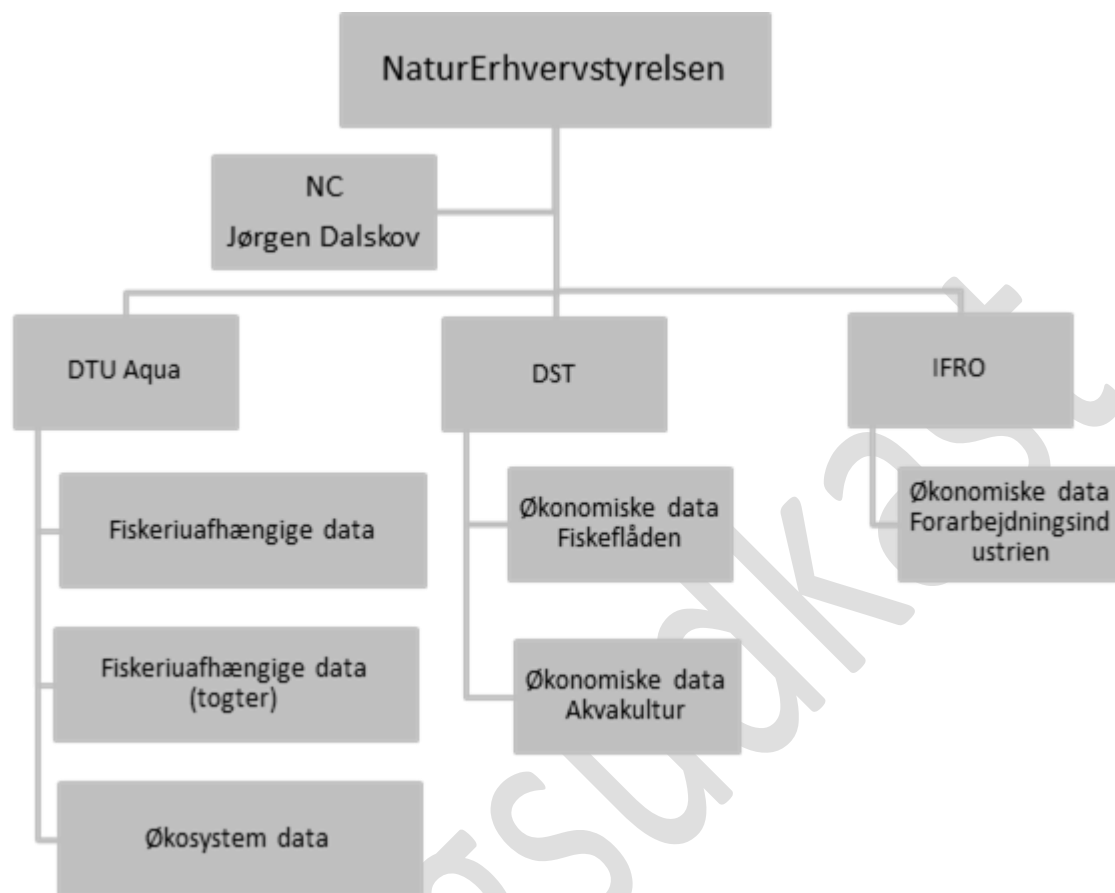 NaturErhvervstyrelsen
NC
Jørgen Dalskov
DTU Aqua
DST
IFRO
Fiskeriuafhængige data
Økonomiske data
Fiskeflåden
Økonomiske data
Forarbejdningsind
ustrien
Fiskeriuafhængige data
(togter)
Økonomiske data
Akvakultur
Økosystem data
gsudkast